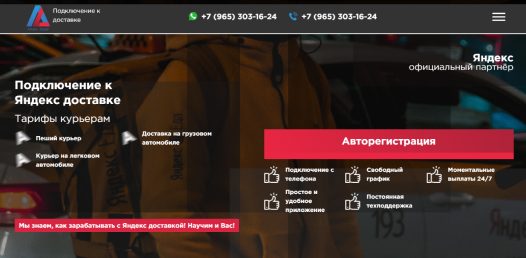 Подключение к
доставке
+7 (965) 303-16-24
+7 (965) 303-16-24
Яндекс
официальный партнёр
Подключение к
Яндекс доставке
Тарифы курьерам
Пеший курьер
Доставка на грузовом
автомобиле
Курьер на легковом
автомобиле
Авторегистрация
Подключение с
телефона
Свободный
график
Моментальные
выплаты 24/7
Простое и
удобное
приложение
Постоянная
техподдержка
Мы знаем, как зарабатывать с Яндекс доставкой! Научим и Вас!
193